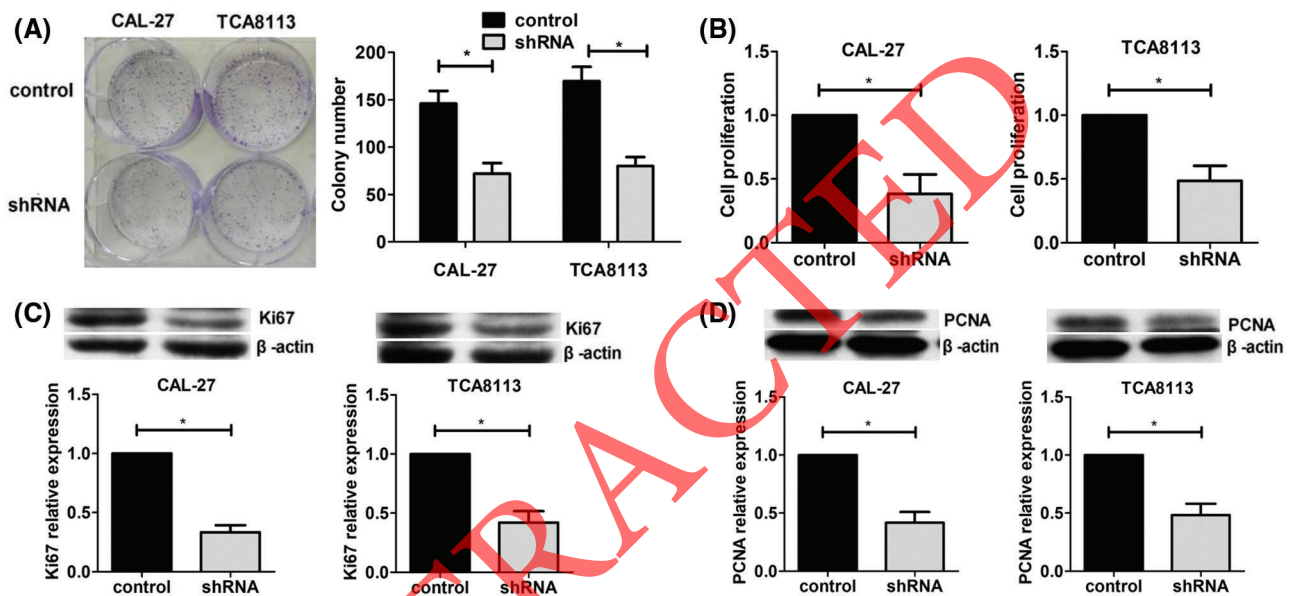 (A)
CAL-27 TCA8113
control
shRNA
control
shRNA
200
150
100
50
0
Colony number
* *
CAL-27 TCA8113
(B)
CAL-27
1.5
1.0
0.5
0.0
Cell proliferation
*
control shRNA
TCA8113
1.5
1.0
0.5
0.0
Cell proliferation
*
control shRNA
(C)
Ki67
β -actin
CAL-27
1.5
1.0
0.5
0.0
Ki67 relative expression
*
control shRNA
Ki67
β -actin
TCA8113
1.5
1.0
0.5
0.0
Ki67 relative expression
*
control shRNA
(D)
PCNA
β -actin
CAL-27
1.5
1.0
0.5
0.0
PCNA relative expression
*
control shRNA
PCNA
β -actin
TCA8113
1.5
1.0
0.5
0.0
PCNA relative expression
*
control shRNA
RACTED